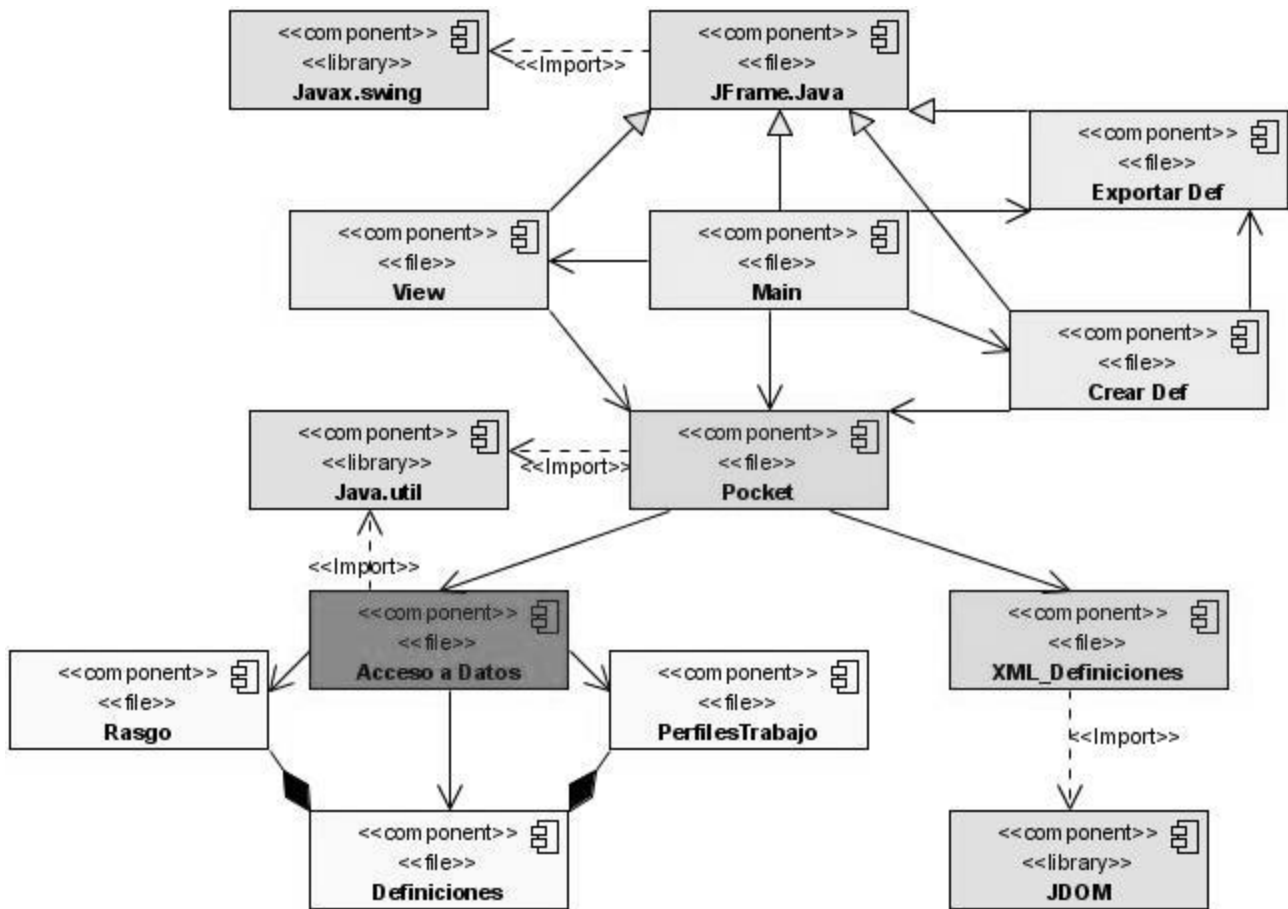 <<component>>
<<library>>
Javax.swing
<<Import>>
<<component>>
<<file>>
JFrame.Java
<<component>>
<<file>>
Exportar Def
<<component>>
<<file>>
View
<<component>>
<<file>>
Main
<<component>>
<<file>>
Crear Def
<<component>>
<<library>>
Java.util
<<Import>>
<<component>>
<<file>>
Pocket
<<Import>>
<<component>>
<<file>>
Acceso a Datos
<<component>>
<<file>>
XML_Definiciones
<<component>>
<<file>>
Rasgo
<<component>>
<<file>>
PerfilesTrabajo
<<Import>>
<<component>>
<<file>>
Definiciones
<<component>>
<<library>>
JDOM